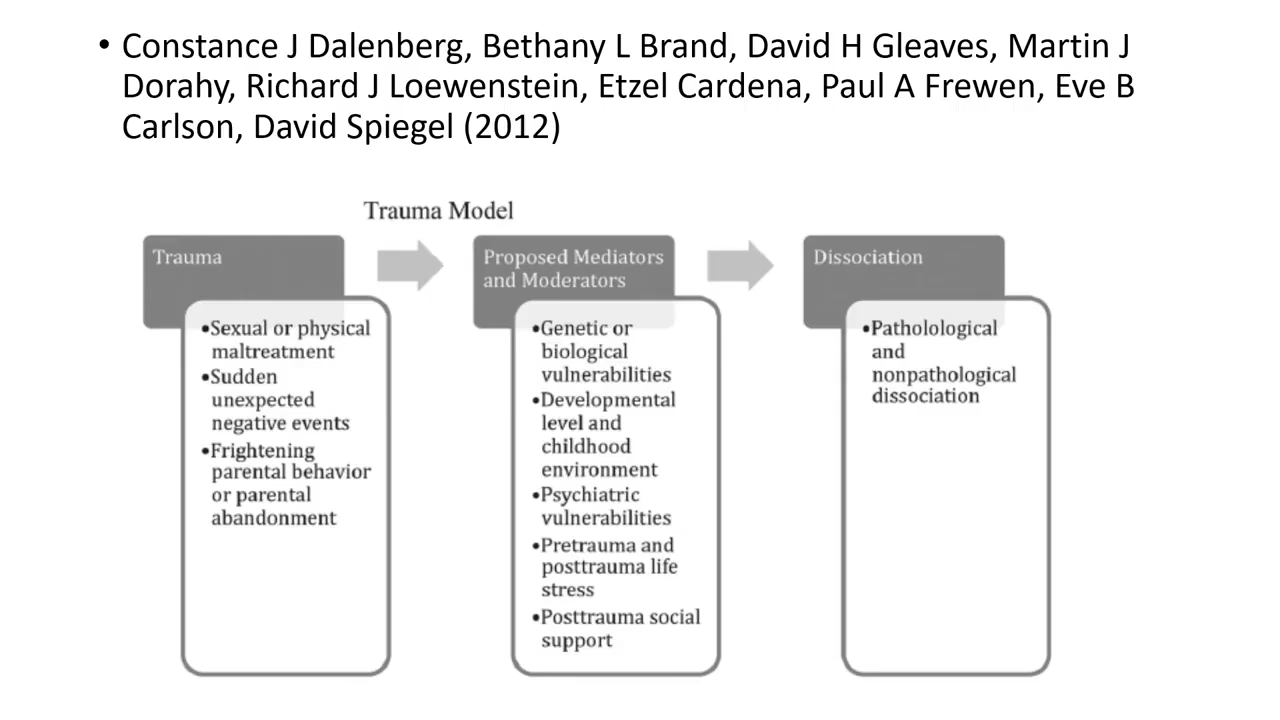 • Constance J Dalenberg, Bethany L Brand, David H Gleaves, Martin J
Dorahy, Richard J Loewenstein, Etzel Cardena, Paul A Frewen, Eve B
Carlson, David Spiegel (2012)
Trauma Model
Trauma
•Sexual or physical
maltreatment
•Sudden
unexpected
negative events
•Frightening
parental behavior
or parental
abandonment
Proposed Mediators
and Moderators
•Genetic or
biological
vulnerabilities
•Developmental
level and
childhood
environment
•Psychiatric
vulnerabilities
•Pretrauma and
posttrauma life
stress
•Posttrauma social
support
Dissociation
•Patholological
and
nonpathological
dissociation